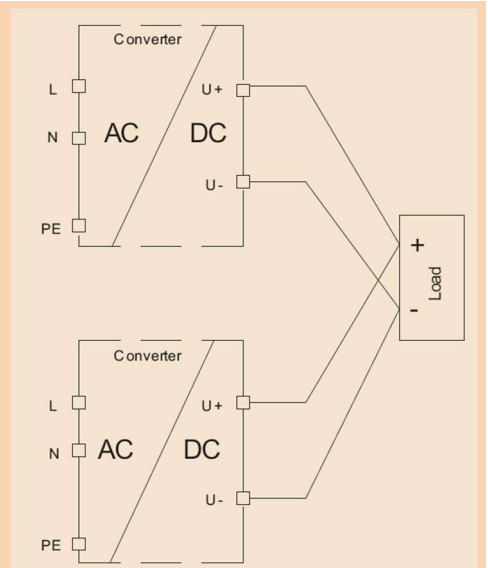 Converter
L
U+
N
AC
DC
U-
PE
+
Load
-
Converter
L
U+
N
AC
DC
U-
PE